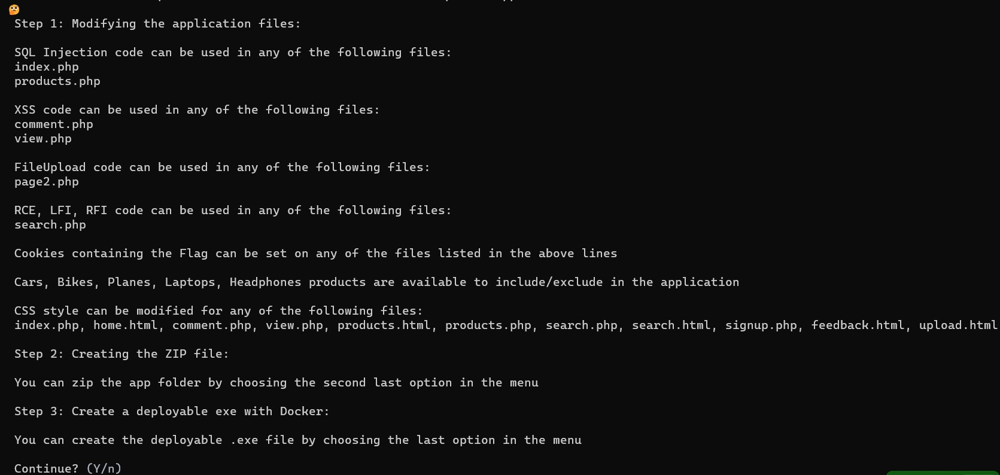 Step 1: Modifying the application files:
SQL Injection code can be used in any of the following files:
index.php
products.php
XSS code can be used in any of the following files:
comment.php
view.php
FileUpload code can be used in any of the following files:
page2.php
RCE, LFI, RFI code can be used in any of the following files:
search.php
Cookies containing the Flag can be set on any of the files listed in the above lines
Cars, Bikes, Planes, Laptops, Headphones products are available to include/exclude in the application
CSS style can be modified for any of the following files:
index.php, home.html, comment.php, view.php, products.html, products.php, search.php, search.html, signup.php, feedback.html, upload.html
Step 2: Creating the ZIP file:
You can zip the app folder by choosing the second last option in the menu
Step 3: Create a deployable exe with Docker:
You can create the deployable .exe file by choosing the last option in the menu
Continue? (Y/n)